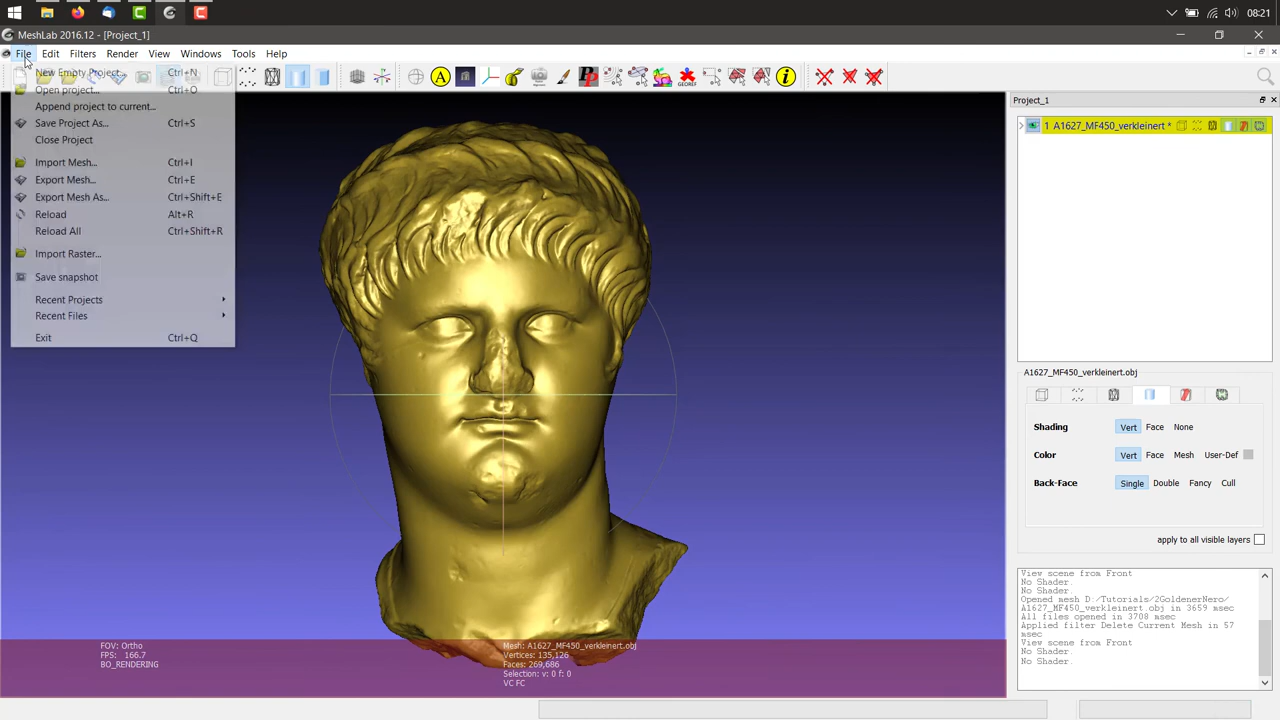 08:21
MeshLab 2016.12 - [Project_1]
File Edit Filters Render View Windows Tools Help
New Empty Project... Ctrl+N
Open project... Ctrl+O
Append project to current...
Save Project As... Ctrl+S
Close Project
Import Mesh... Ctrl+I
Export Mesh... Ctrl+E
Export Mesh As... Ctrl+Shift+E
Reload Alt+R
Reload All Ctrl+Shift+R
Import Raster...
Save snapshot
Recent Projects
Recent Files
Exit Ctrl+Q
A
PP
GEOREF
i
Project_1
1 A1627_MF450_verkleinert *
A1627_MF450_verkleinert.obj
Shading Vert Face None
Color Vert Face Mesh User-Def
Back-Face Single Double Fancy Cull
apply to all visible layers
View scene from Front
No Shader.
No Shader.
Opened mesh D:/Tutorials/2GoldenerNero/
A1627_MF450_verkleinert.obj in 3659 msec
All files opened in 3708 msec
Applied filter Delete Current Mesh in 57
msec
View scene from Front
No Shader.
No Shader.
FOV: Ortho
FPS: 166.7
BO_RENDERING
Mesh: A1627_MF450_verkleinert.obj
Vertices: 135,126
Faces: 269,686
Selection: v: 0 f: 0
VC FC